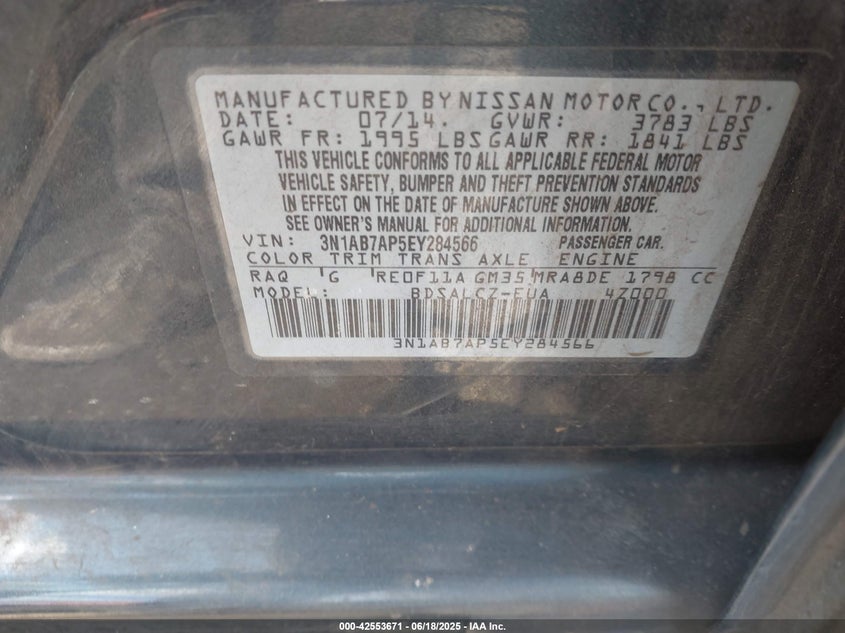 MANUFACTURED BY NISSAN MOTOR CO., LTD.
DATE: 07/14. GVWR: 3783 LBS
GAWR FR: 1995 LBS GAWR RR: 1841 LBS
THIS VEHICLE CONFORMS TO ALL APPLICABLE FEDERAL MOTOR
VEHICLE SAFETY, BUMPER AND THEFT PREVENTION STANDARDS
IN EFFECT ON THE DATE OF MANUFACTURE SHOWN ABOVE.
SEE OWNER'S MANUAL FOR ADDITIONAL INFORMATION.
VIN: 3N1AB7AP5EY284566 PASSENGER CAR.
COLOR TRIM TRANS AXLE ENGINE
RAQ G RE0F11A GM35 MRA8DE 1798 CC
MODEL: BDSALCZ-EUA 4Z000
3N1AB7AP5EY284566
000-42553671 - 06/18/2025 - IAA Inc.